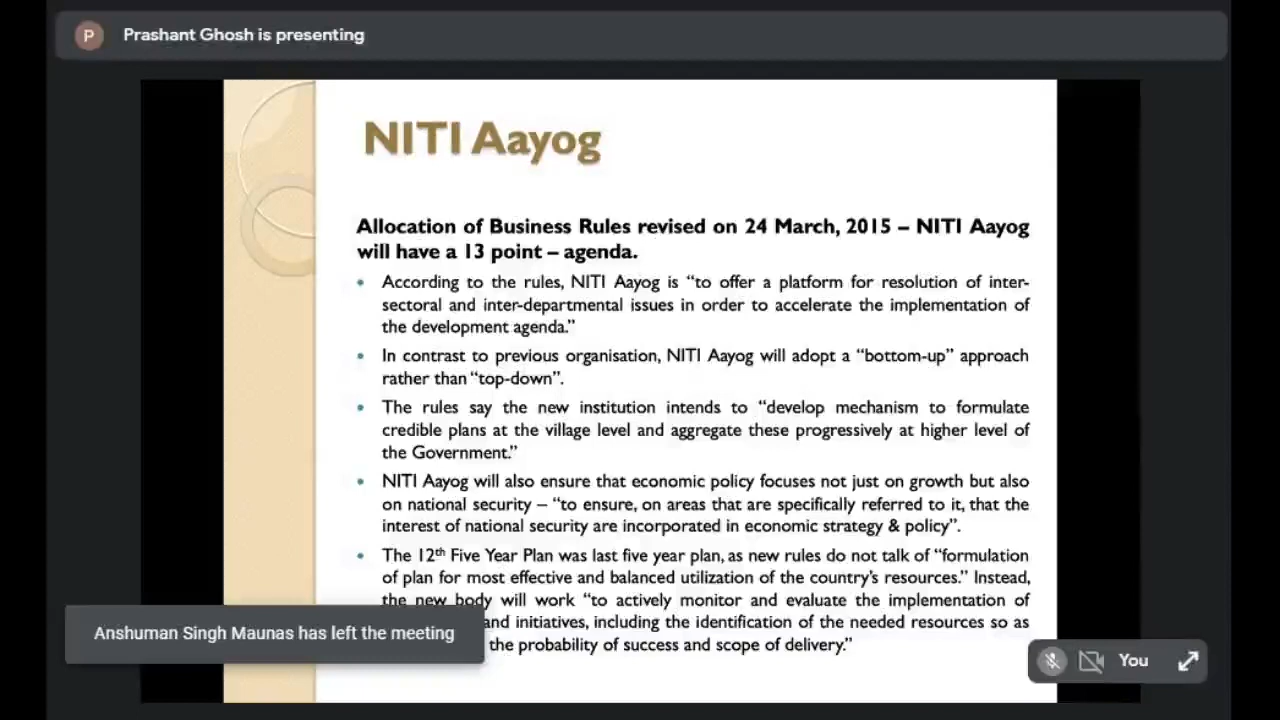 P
Prashant Ghosh is presenting
NITI Aayog
Allocation of Business Rules revised on 24 March, 2015 – NITI Aayog
will have a 13 point – agenda.
• According to the rules, NITI Aayog is “to offer a platform for resolution of inter-
sectoral and inter-departmental issues in order to accelerate the implementation of
the development agenda.”
• In contrast to previous organisation, NITI Aayog will adopt a “bottom-up” approach
rather than “top-down”.
• The rules say the new institution intends to “develop mechanism to formulate
credible plans at the village level and aggregate these progressively at higher level of
the Government.”
• NITI Aayog will also ensure that economic policy focuses not just on growth but also
on national security – “to ensure, on areas that are specifically referred to it, that the
interest of national security are incorporated in economic strategy & policy”.
• The 12th Five Year Plan was last five year plan, as new rules do not talk of “formulation
of plan for most effective and balanced utilization of the country’s resources.” Instead,
the new body will work “to actively monitor and evaluate the implementation of
and initiatives, including the identification of the needed resources so as
the probability of success and scope of delivery.”
Anshuman Singh Maunas has left the meeting
You